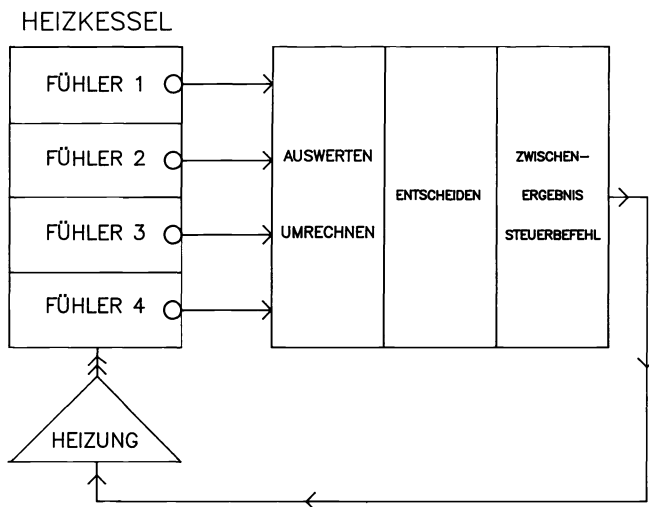 HEIZKESSEL
FÜHLER 1
FÜHLER 2
FÜHLER 3
FÜHLER 4
AUSWERTEN
UMRECHNEN
ENTSCHEIDEN
ZWISCHEN–
ERGEBNIS
STEUERBEFEHL
HEIZUNG